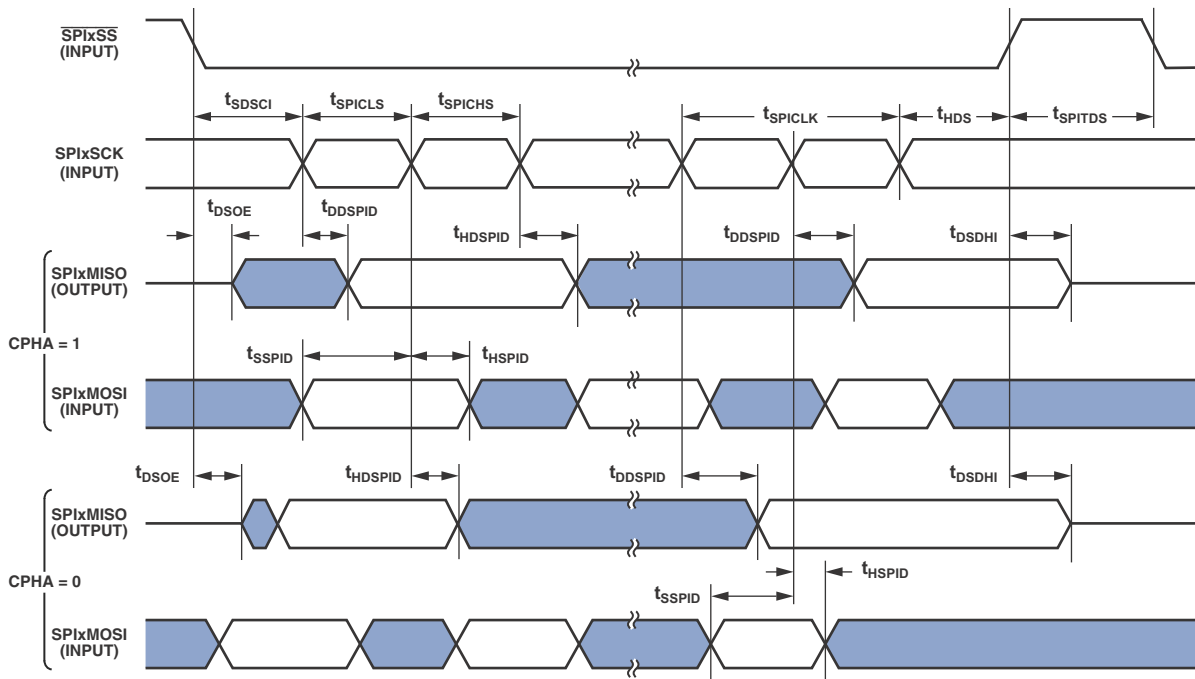 SPIxSS
(INPUT)
tSDSCI tSPICLS tSPICHS tSPICLK tHDS tSPITDS
SPIxSCK
(INPUT)
tDSOE tDDSPID tHDSPID tDDSPID tDSDHI
SPIxMISO
(OUTPUT)
CPHA = 1
tSSPID tHSPID
SPIxMOSI
(INPUT)
tDSOE tHDSPID tDDSPID tDSDHI
SPIxMISO
(OUTPUT)
CPHA = 0
tHSPID
tSSPID
SPIxMOSI
(INPUT)